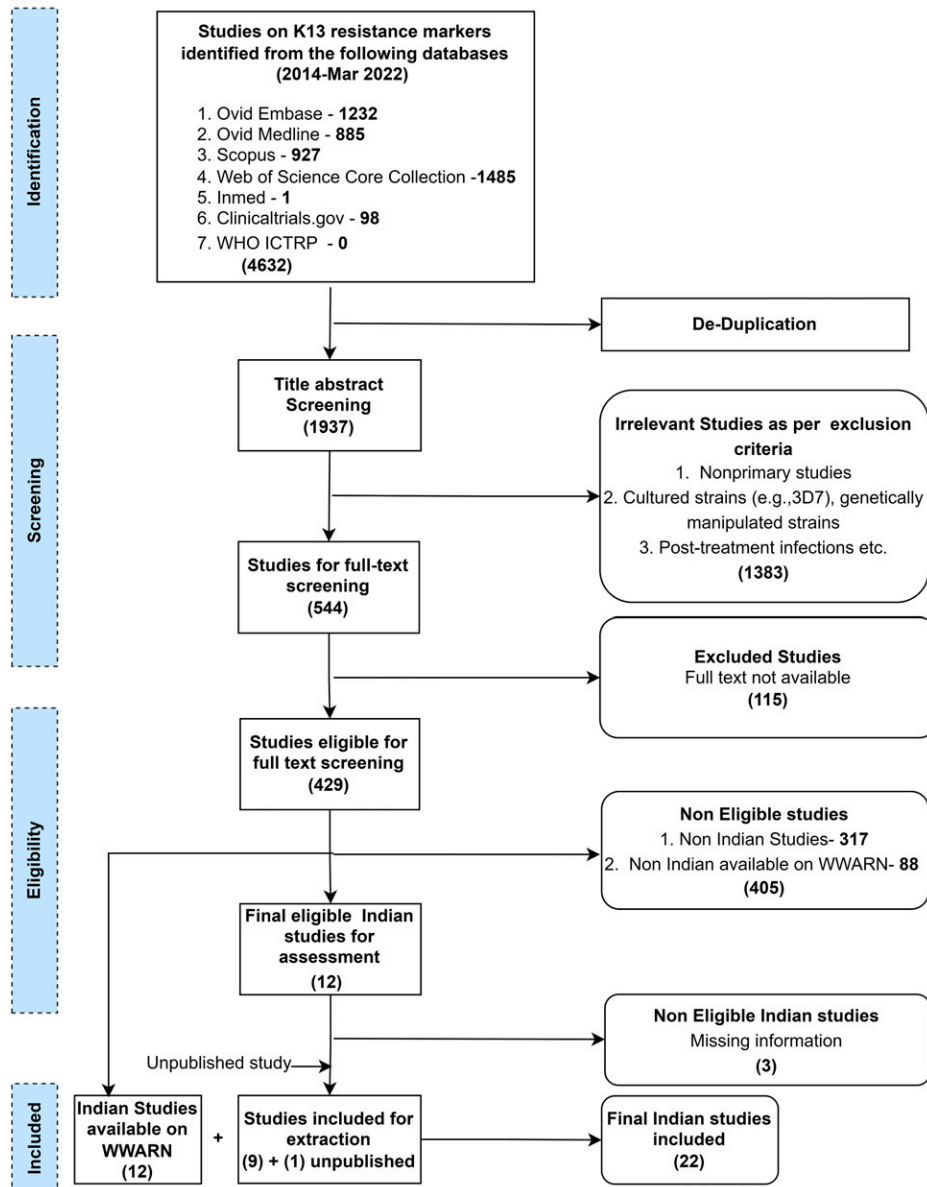 Identification
Studies on K13 resistance markers
identified from the following databases
(2014-Mar 2022)
1. Ovid Embase - 1232
2. Ovid Medline - 885
3. Scopus - 927
4. Web of Science Core Collection -1485
5. Inmed - 1
6. Clinicaltrials.gov - 98
7. WHO ICTRP - 0
(4632)
De-Duplication
Screening
Title abstract
Screening
(1937)
Irrelevant Studies as per exclusion
criteria
1. Nonprimary studies
2. Cultured strains (e.g.,3D7), genetically
manipulated strains
3. Post-treatment infections etc.
(1383)
Studies for full-text
screening
(544)
Excluded Studies
Full text not available
(115)
Eligibility
Studies eligible for
full text screening
(429)
Non Eligible studies
1. Non Indian Studies- 317
2. Non Indian available on WWARN- 88
(405)
Final eligible Indian
studies for
assessment
(12)
Non Eligible Indian studies
Missing information
(3)
Unpublished study
Included
Indian Studies
available on
WWARN
(12)
+
Studies included for
extraction
(9) + (1) unpublished
Final Indian studies
included
(22)